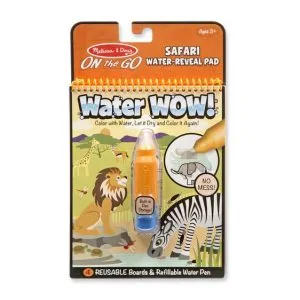 Melissa & Doug
Ages 3+
ON the GO
SAFARI
WATER-REVEAL PAD
Water WOW!
Color with Water, Let it Dry and Color it Again!
NO
MESS!
4 REUSABLE Boards & Refillable Water Pen